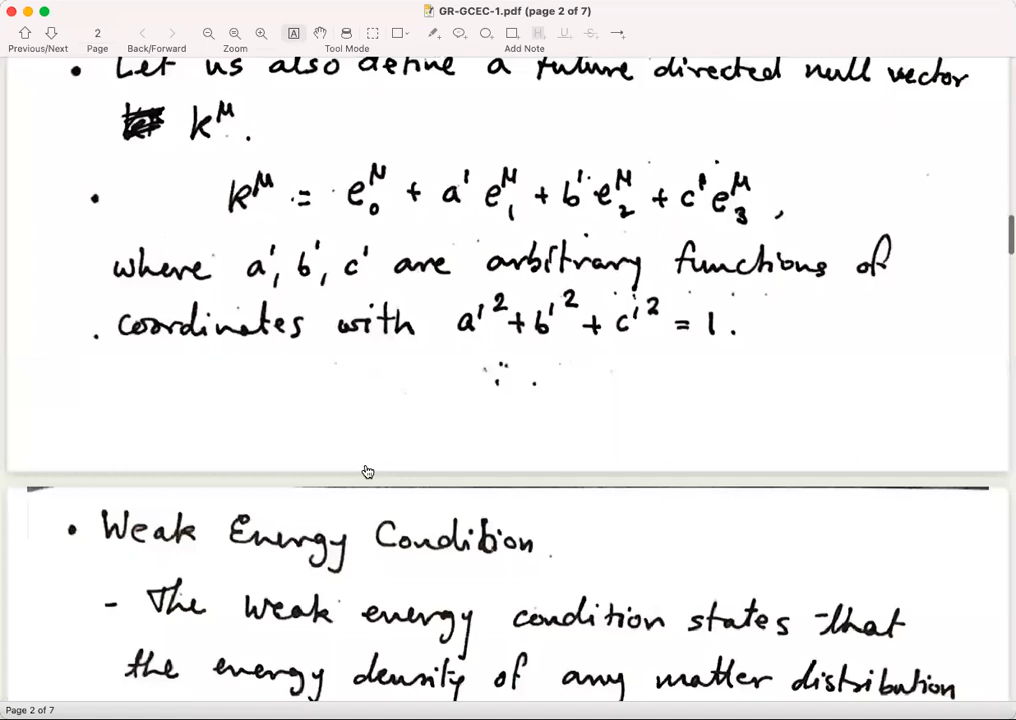 GR-GCEC-1.pdf (page 2 of 7)
2
Previous/Next Page Back/Forward Zoom Tool Mode Add Note
• Let us also define a future directed null vector
k^μ.
• k^μ = e_0^μ + a' e_1^μ + b' e_2^μ + c' e_3^μ,
where a', b', c' are arbitrary functions of
coordinates with a'^2 + b'^2 + c'^2 = 1.
• Weak Energy Condition
- The weak energy condition states that
the energy density of any matter distribution
Page 2 of 7